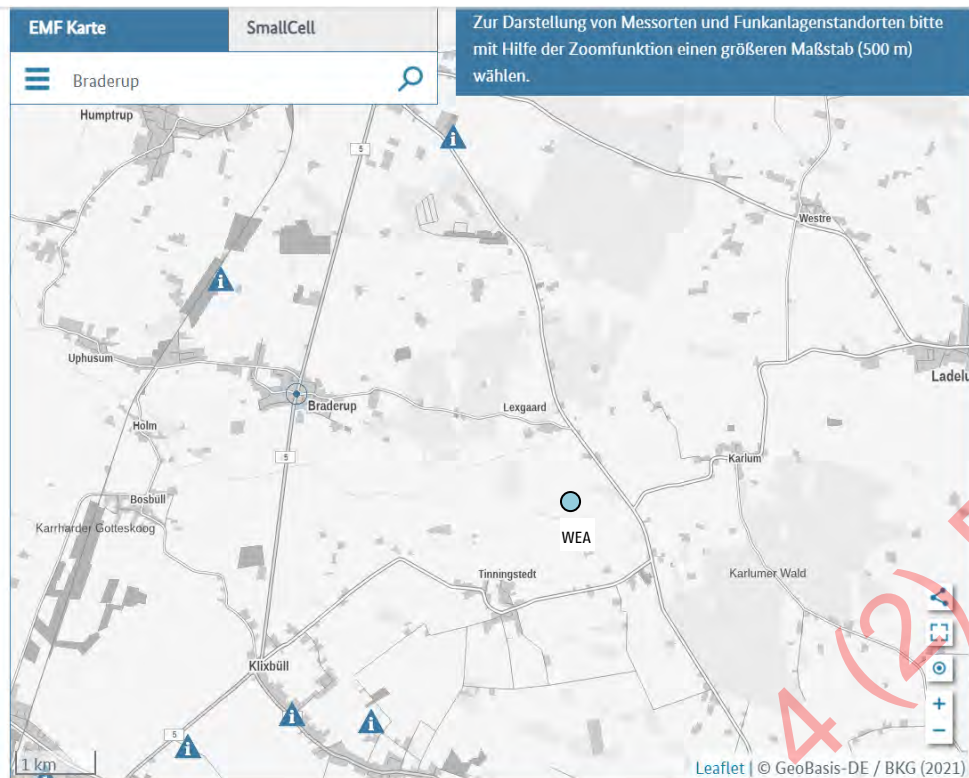 EMF Karte
SmallCell
Zur Darstellung von Messorten und Funkanlagenstandorten bitte
mit Hilfe der Zoomfunktion einen größeren Maßstab (500 m)
wählen.
Braderup
Humptrup
5
Westre
Uphusum
Ladelu
Braderup
Lexgaard
Holm
5
Karlum
Bosbüll
Karrharder Gotteskoog
WEA
Tinningstedt
Karlumer Wald
Klixbüll
5
4 (2)
+
−
1 km
Leaflet | © GeoBasis-DE / BKG (2021)